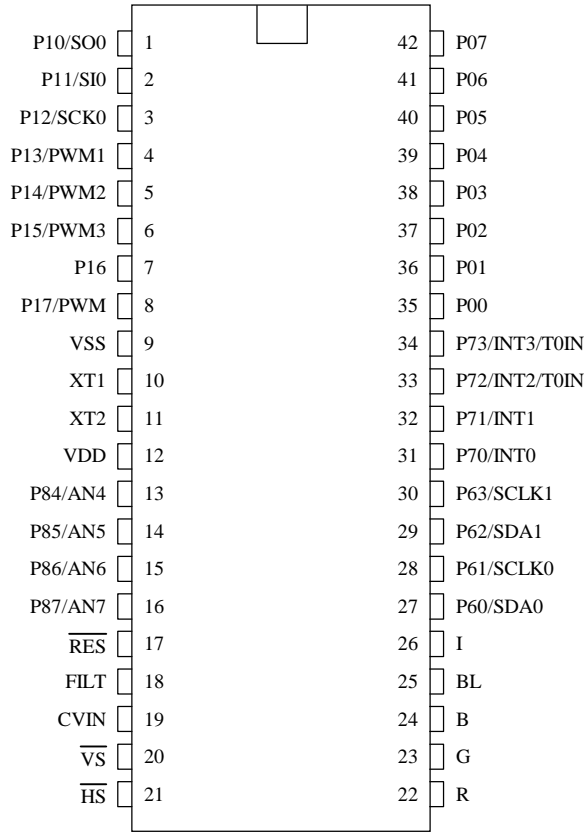 P10/SO0 1 42 P07
P11/SI0 2 41 P06
P12/SCK0 3 40 P05
P13/PWM1 4 39 P04
P14/PWM2 5 38 P03
P15/PWM3 6 37 P02
P16 7 36 P01
P17/PWM 8 35 P00
VSS 9 34 P73/INT3/T0IN
XT1 10 33 P72/INT2/T0IN
XT2 11 32 P71/INT1
VDD 12 31 P70/INT0
P84/AN4 13 30 P63/SCLK1
P85/AN5 14 29 P62/SDA1
P86/AN6 15 28 P61/SCLK0
P87/AN7 16 27 P60/SDA0
R̅E̅S̅ 17 26 I
FILT 18 25 BL
CVIN 19 24 B
V̅S̅ 20 23 G
H̅S̅ 21 22 R